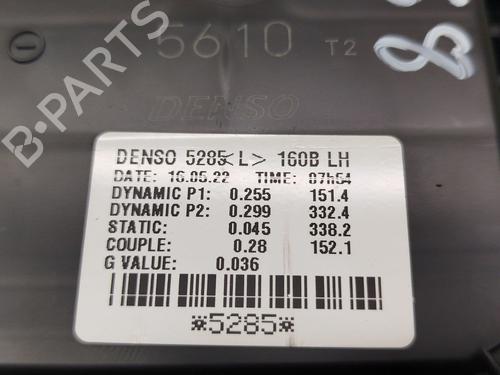 5610 T2
DENSO
B-PARTS
DENSO 5285<L> 160B LH
DATE: 16.05.22 TIME: 07h54
DYNAMIC P1: 0.255 151.4
DYNAMIC P2: 0.299 332.4
STATIC: 0.045 338.2
COUPLE: 0.28 152.1
G VALUE: 0.036
*5285*